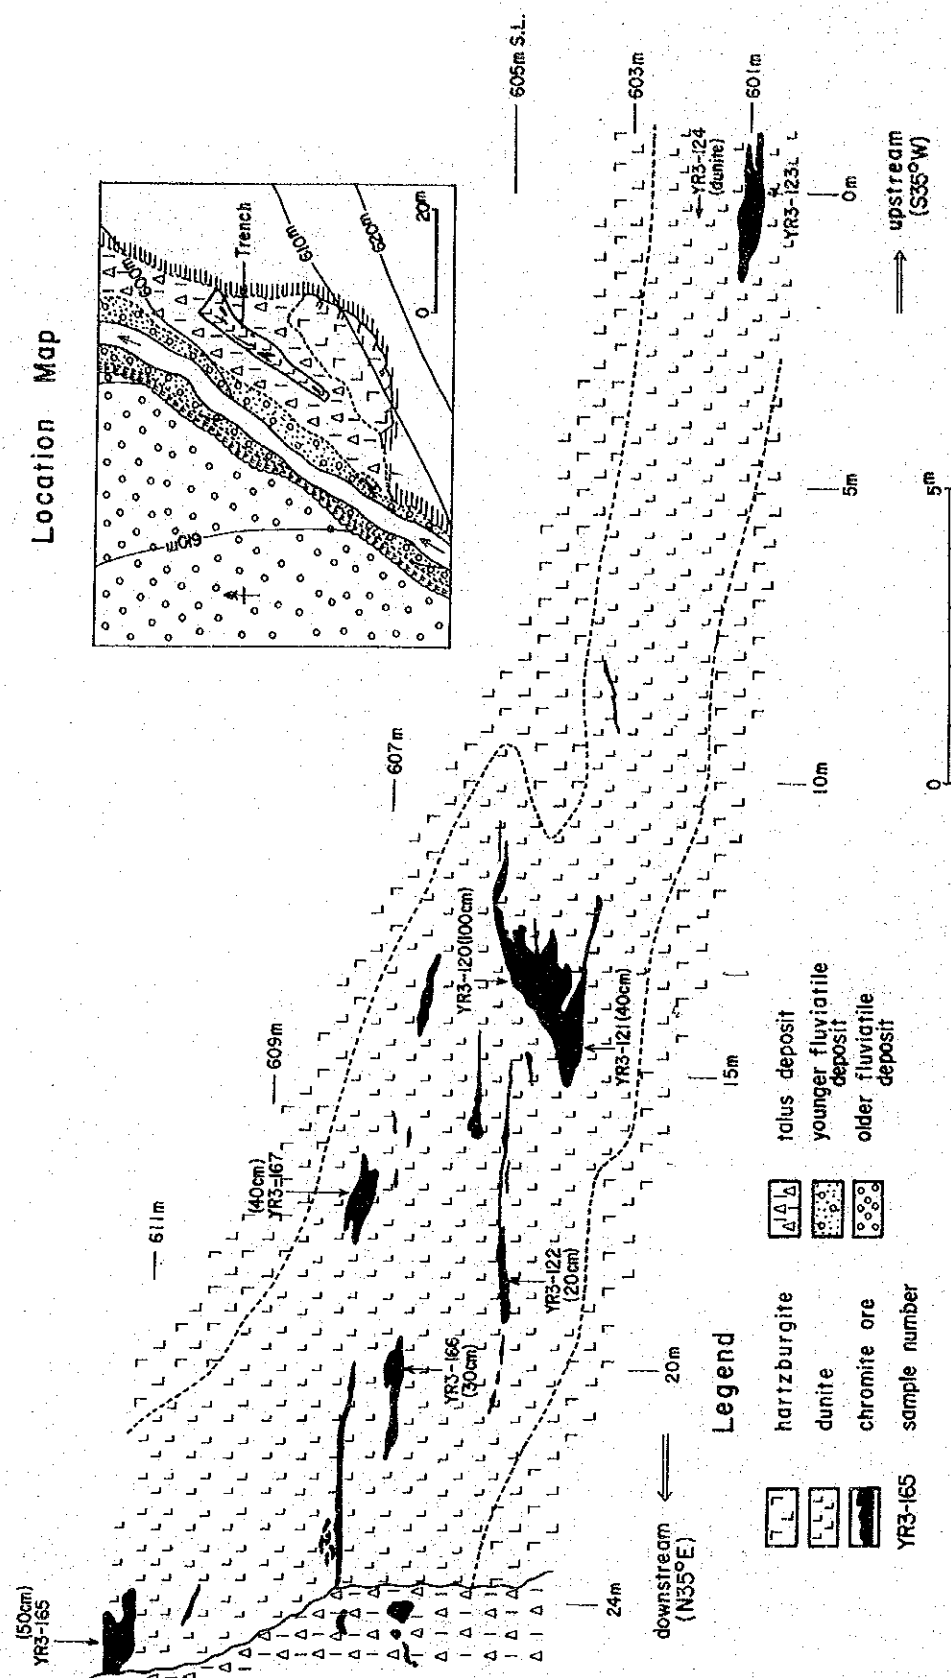 Location Map
600m
610m
Trench
610m
620m
0
20m
605m S.L.
603m
601m
607m
609m
611m
(50cm)
YR3-165
(40cm)
YR3-167
YR3-166
(30cm)
YR3-120(100cm)
YR3-121(40cm)
YR3-122
(20cm)
YR3-124
(dunite)
YR3-123
24m
20m
15m
10m
5m
0m
downstream
(N35°E)
upstream
(S35°W)
0
5m
Legend
hartzburgite
dunite
chromite ore
YR3-165
sample number
talus deposit
younger fluviatile
deposit
older fluviatile
deposit